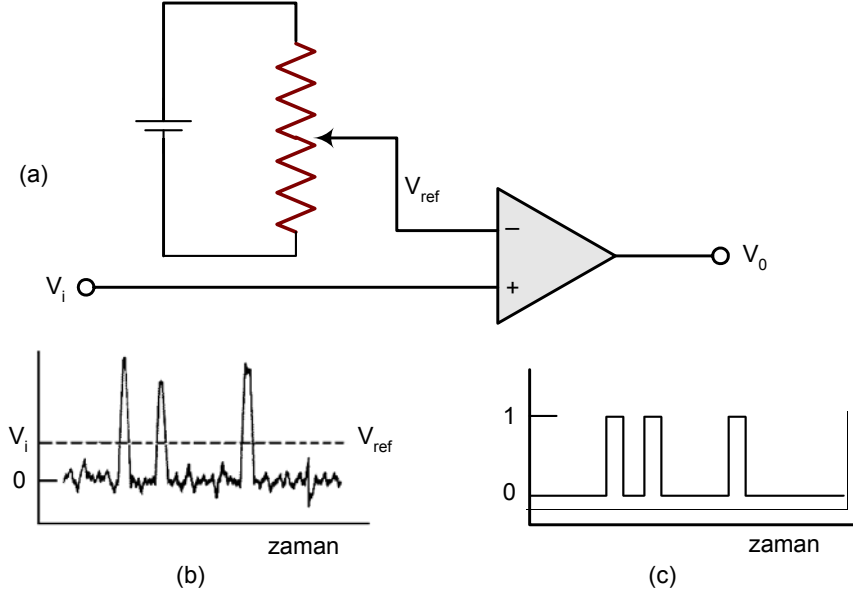 (a)
V_ref
−
+
V_i
V_0
V_i
V_ref
0
zaman
(b)
1
0
zaman
(c)